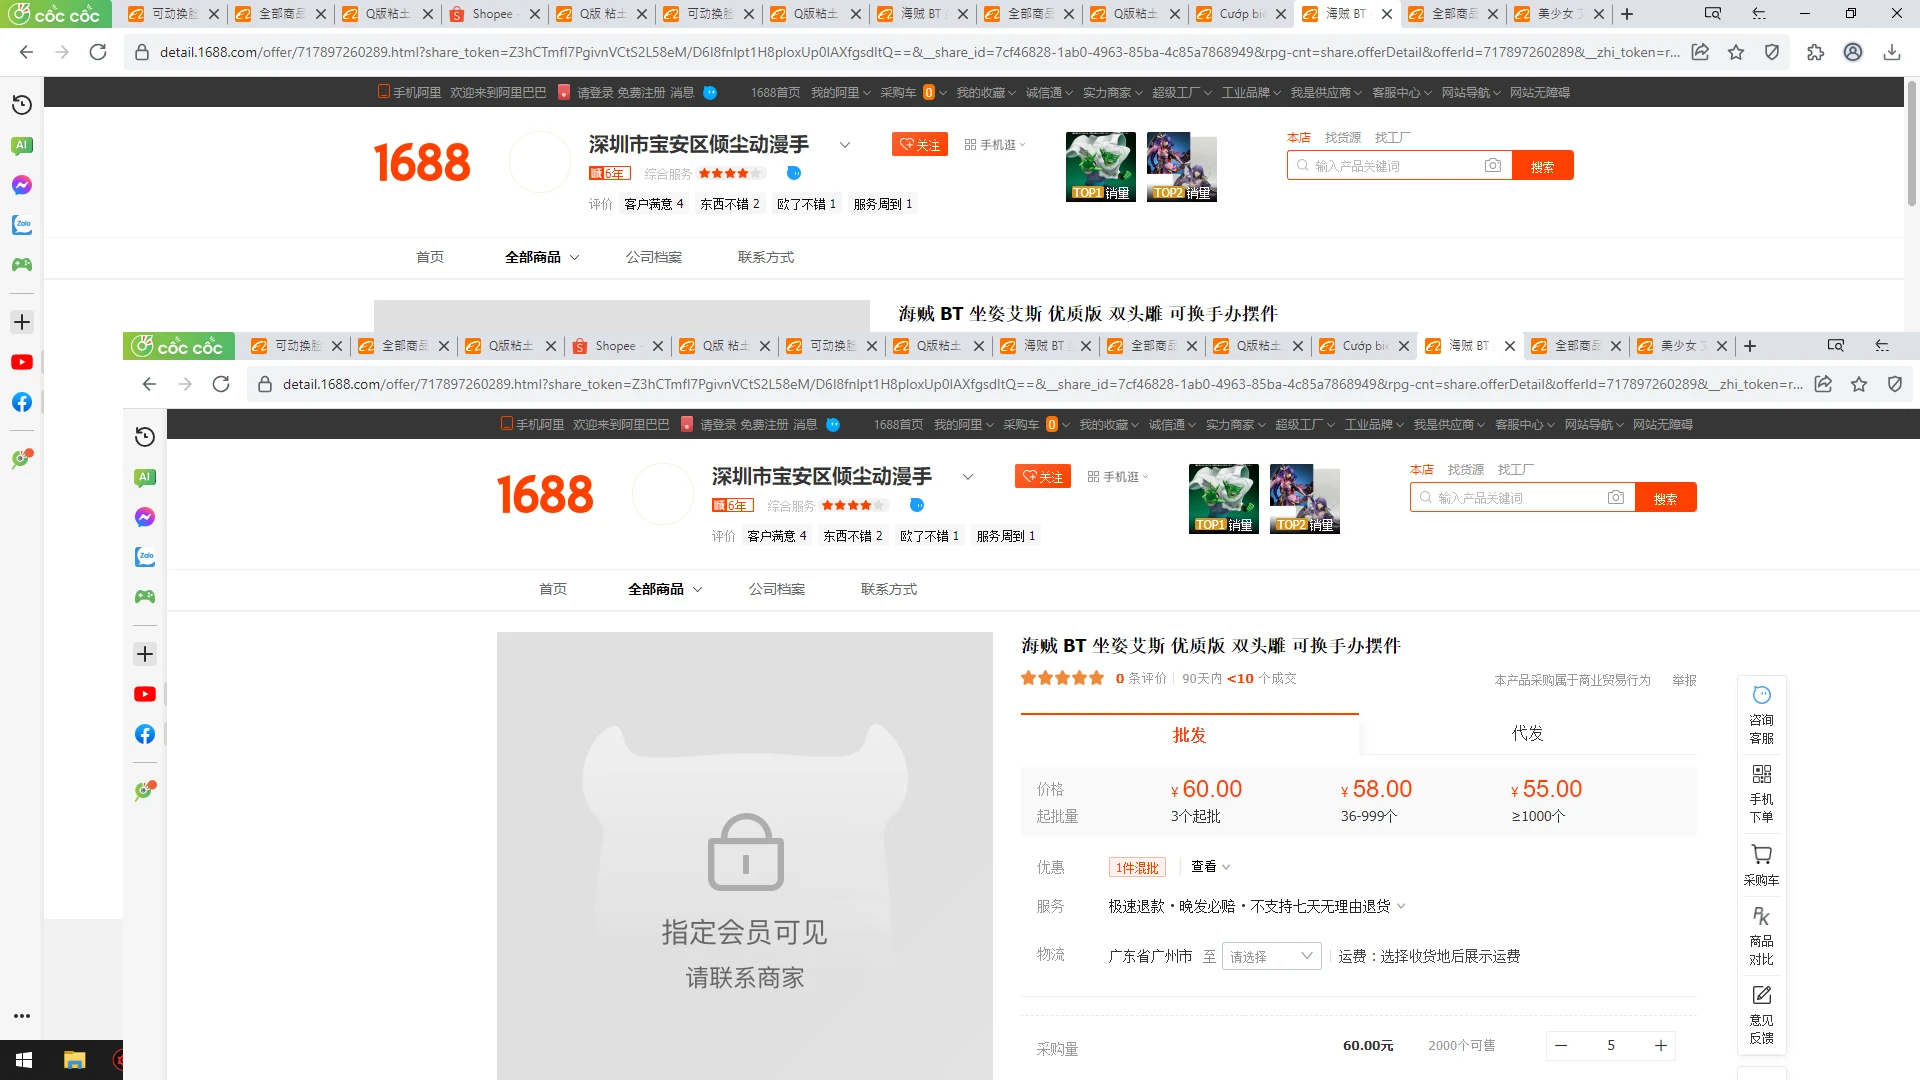 cốc cốc
可动换脸
全部商品
Q版粘土
Shopee
Q版 粘土
可动换脸
Q版粘土
海贼 BT
全部商品
Q版粘土
Cướp biể
海贼 BT
全部商品
美少女
detail.1688.com/offer/717897260289.html?share_token=Z3hCTmfl7PgivnVCtS2L58eM/D6I8fnlpt1H8ploxUp0lAXfgsdItQ==&__share_id=7cf46828-1ab0-4963-85ba-4c85a7868949&rpg-cnt=share.offerDetail&offerId=717897260289&__zhi_token=r...
手机阿里 欢迎来到阿里巴巴 请登录 免费注册 消息 1688首页 我的阿里 采购车 0 我的收藏 诚信通 实力商家 超级工厂 工业品牌 我是供应商 客服中心 网站导航 网站无障碍
AI
Zalo
1688
深圳市宝安区倾尘动漫手
6年 综合服务
评价 客户满意 4 东西不错 2 欧了不错 1 服务周到 1
关注
手机逛
TOP1 销量
TOP2 销量
本店 找货源 找工厂
输入产品关键词
搜索
首页 全部商品 公司档案 联系方式
海贼 BT 坐姿艾斯 优质版 双头雕 可换手办摆件
cốc cốc
可动换脸
全部商品
Q版粘土
Shopee
Q版 粘土
可动换脸
Q版粘土
海贼 BT
全部商品
Q版粘土
Cướp biể
海贼 BT
全部商品
美少女
detail.1688.com/offer/717897260289.html?share_token=Z3hCTmfl7PgivnVCtS2L58eM/D6I8fnlpt1H8ploxUp0lAXfgsdItQ==&__share_id=7cf46828-1ab0-4963-85ba-4c85a7868949&rpg-cnt=share.offerDetail&offerId=717897260289&__zhi_token=r...
手机阿里 欢迎来到阿里巴巴 请登录 免费注册 消息 1688首页 我的阿里 采购车 0 我的收藏 诚信通 实力商家 超级工厂 工业品牌 我是供应商 客服中心 网站导航 网站无障碍
AI
Zalo
1688
深圳市宝安区倾尘动漫手
6年 综合服务
评价 客户满意 4 东西不错 2 欧了不错 1 服务周到 1
关注
手机逛
TOP1 销量
TOP2 销量
本店 找货源 找工厂
输入产品关键词
搜索
首页 全部商品 公司档案 联系方式
指定会员可见
请联系商家
海贼 BT 坐姿艾斯 优质版 双头雕 可换手办摆件
0 条评价 90天内 <10 个成交
本产品采购属于商业贸易行为 举报
批发 代发
价格 ¥ 60.00 ¥ 58.00 ¥ 55.00
起批量 3个起批 36-999个 ≥1000个
优惠 1件混批 查看
服务 极速退款・晚发必赔・不支持七天无理由退货
物流 广东省广州市 至 请选择 运费：选择收货地后展示运费
采购量 60.00元 2000个可售 5
咨询
客服
手机
下单
采购车
商品
对比
意见
反馈